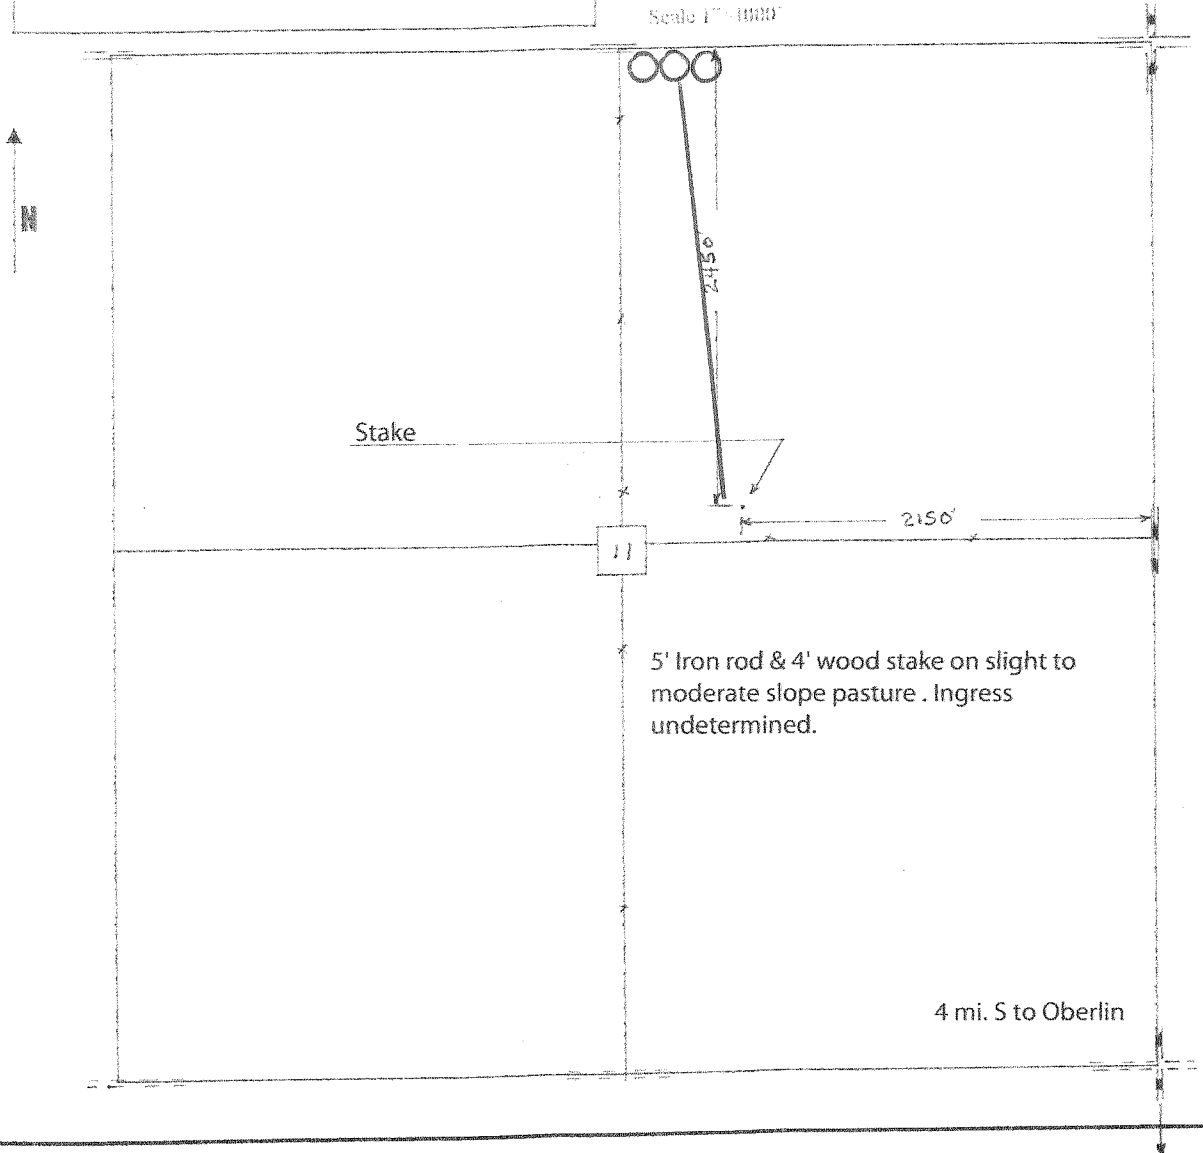 Scale 1"=1000'
N
2450'
Stake
2150'
11
5' Iron rod & 4' wood stake on slight to
moderate slope pasture . Ingress
undetermined.
4 mi. S to Oberlin